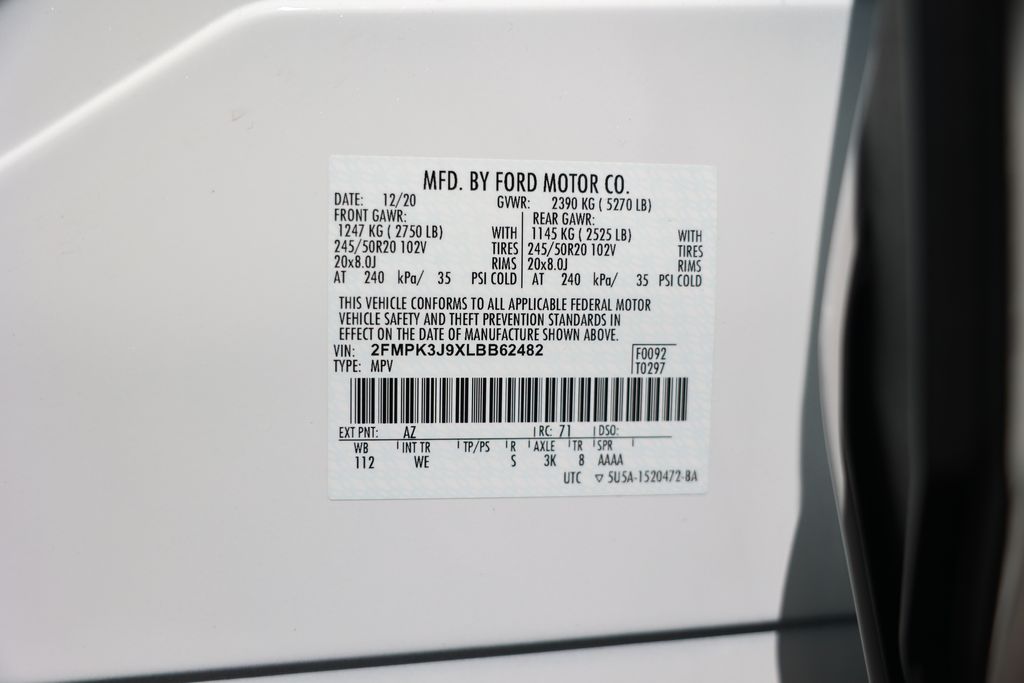 MFD. BY FORD MOTOR CO.
DATE: 12/20 GVWR: 2390 KG ( 5270 LB)
FRONT GAWR: REAR GAWR:
1247 KG ( 2750 LB) WITH 1145 KG ( 2525 LB) WITH
245/50R20 102V TIRES 245/50R20 102V TIRES
20x8.0J RIMS 20x8.0J RIMS
AT 240 kPa/ 35 PSI COLD AT 240 kPa/ 35 PSI COLD
THIS VEHICLE CONFORMS TO ALL APPLICABLE FEDERAL MOTOR
VEHICLE SAFETY AND THEFT PREVENTION STANDARDS IN
EFFECT ON THE DATE OF MANUFACTURE SHOWN ABOVE.
VIN: 2FMPK3J9XLBB62482 F0092
TYPE: MPV T0297
EXT PNT: AZ RC: 71 DSO:
WB INT TR TP/PS R AXLE TR SPR
112 WE S 3K 8 AAAA
UTC ▽ 5U5A-1520472-BA